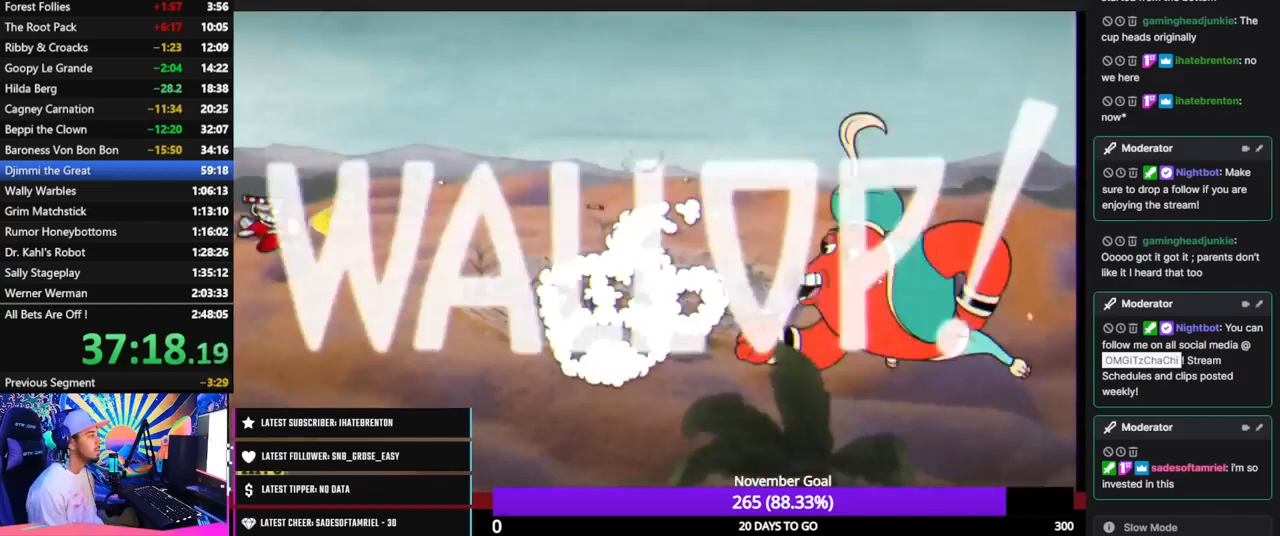 Forest Follies +1:57 3:56
The Root Pack +6:17 10:05
Ribby & Croacks −1:23 12:09
Goopy Le Grande −2:04 14:22
Hilda Berg −28.2 18:38
Cagney Carnation −11:34 20:25
Beppi the Clown −12:20 32:07
Baroness Von Bon Bon −15:50 34:16
Djimmi the Great 59:18
Wally Warbles 1:06:13
Grim Matchstick 1:13:10
Rumor Honeybottoms 1:16:02
Dr. Kahl's Robot 1:28:26
Sally Stageplay 1:35:12
Werner Werman 2:03:33
All Bets Are Off ! 2:48:05
37:18.19
Previous Segment −3:29
WALLOP!
LATEST SUBSCRIBER: IHATEBRENTON
LATEST FOLLOWER: SNB_GROSE_EASY
LATEST TIPPER: NO DATA
LATEST CHEER: SADESOFTAMRIEL - 30
November Goal
265 (88.33%)
0 20 DAYS TO GO 300
gamingheadjunkie: The
cup heads originally
1ST ihatebrenton: no
we here
1ST ihatebrenton:
now*
Moderator
Nightbot: Make
sure to drop a follow if you are
enjoying the stream!
gamingheadjunkie:
Ooooo got it got it ; parents don't
like it I heard that too
Moderator
Nightbot: You can
follow me on all social media @
OMGiTzChaChi! Stream
Schedules and clips posted
weekly!
Moderator
1ST sadesoftamriel: i'm so
invested in this
Slow Mode